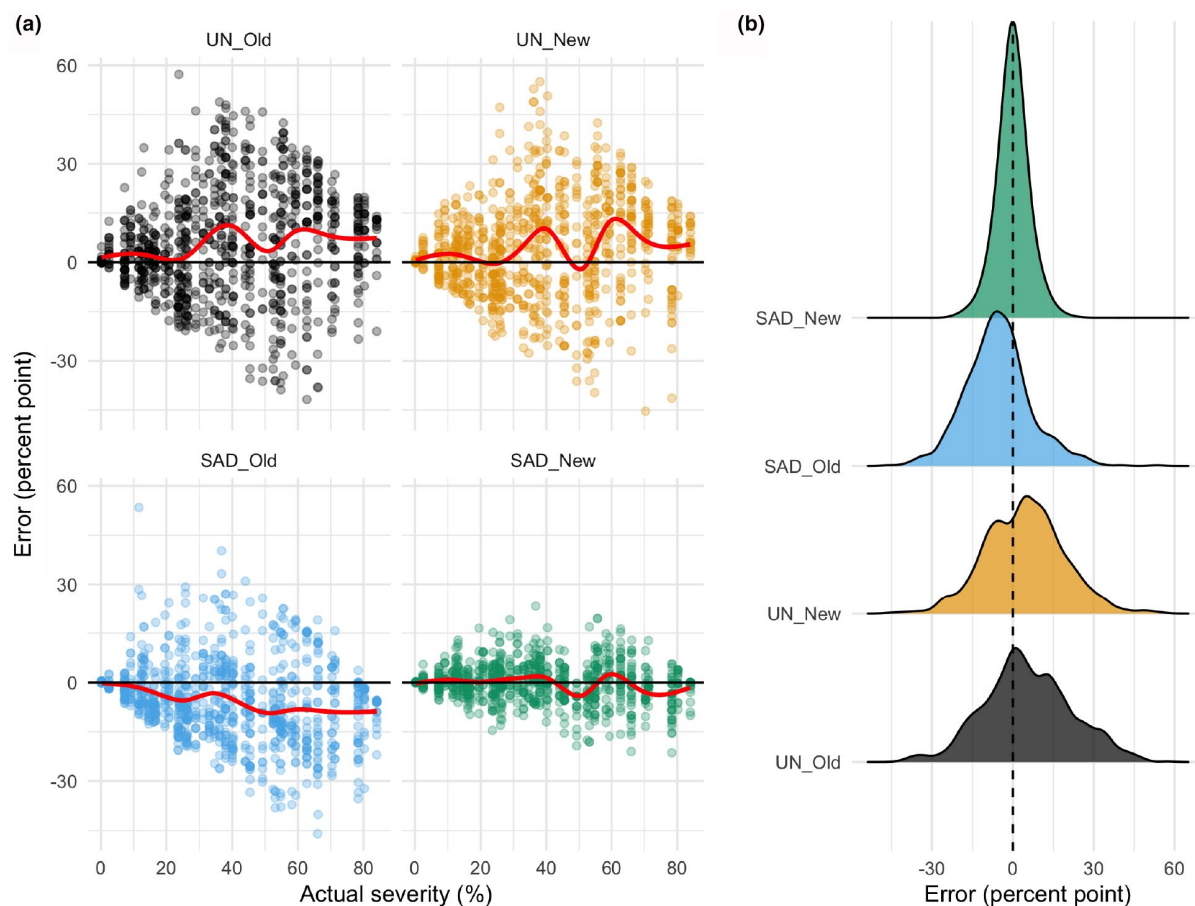 (a)
UN_Old
UN_New
60
30
0
-30
SAD_Old
SAD_New
60
30
0
-30
0 20 40 60 80
0 20 40 60 80
Error (percent point)
Actual severity (%)
(b)
SAD_New
SAD_Old
UN_New
UN_Old
-30 0 30 60
Error (percent point)